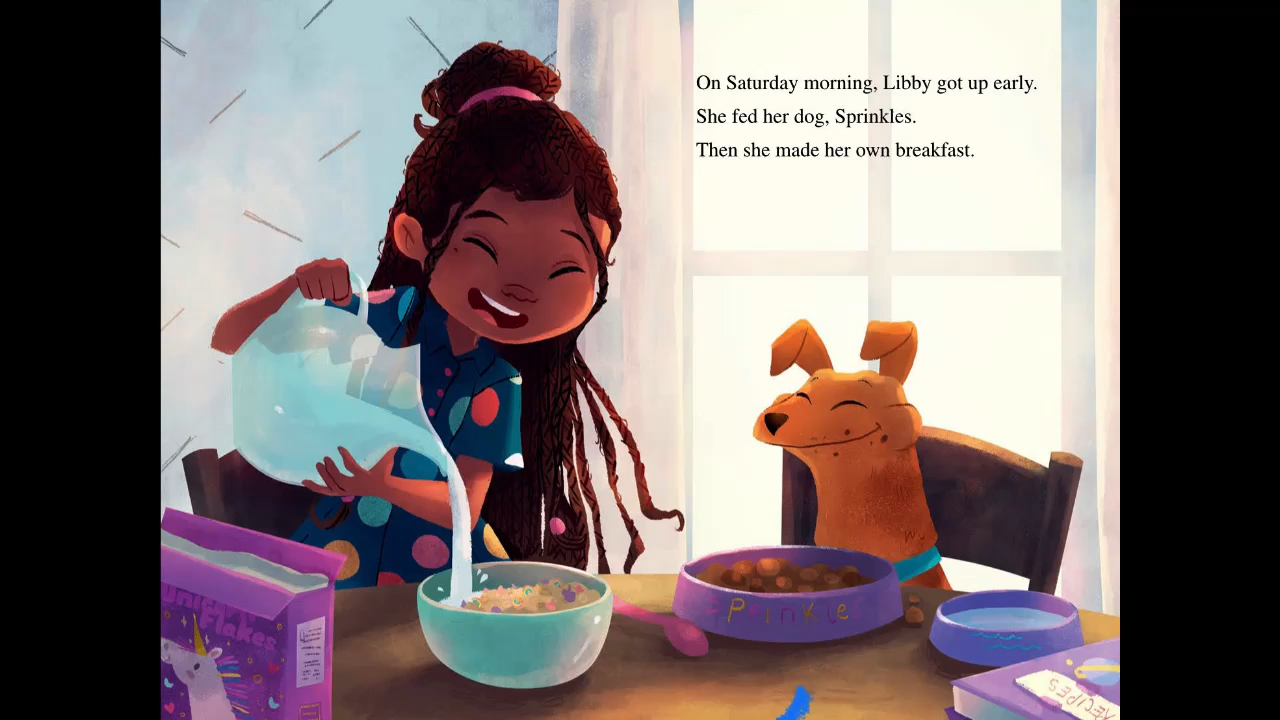 On Saturday morning, Libby got up early.
She fed her dog, Sprinkles.
Then she made her own breakfast.
Sprinkles
uniFlakes
RECIPES